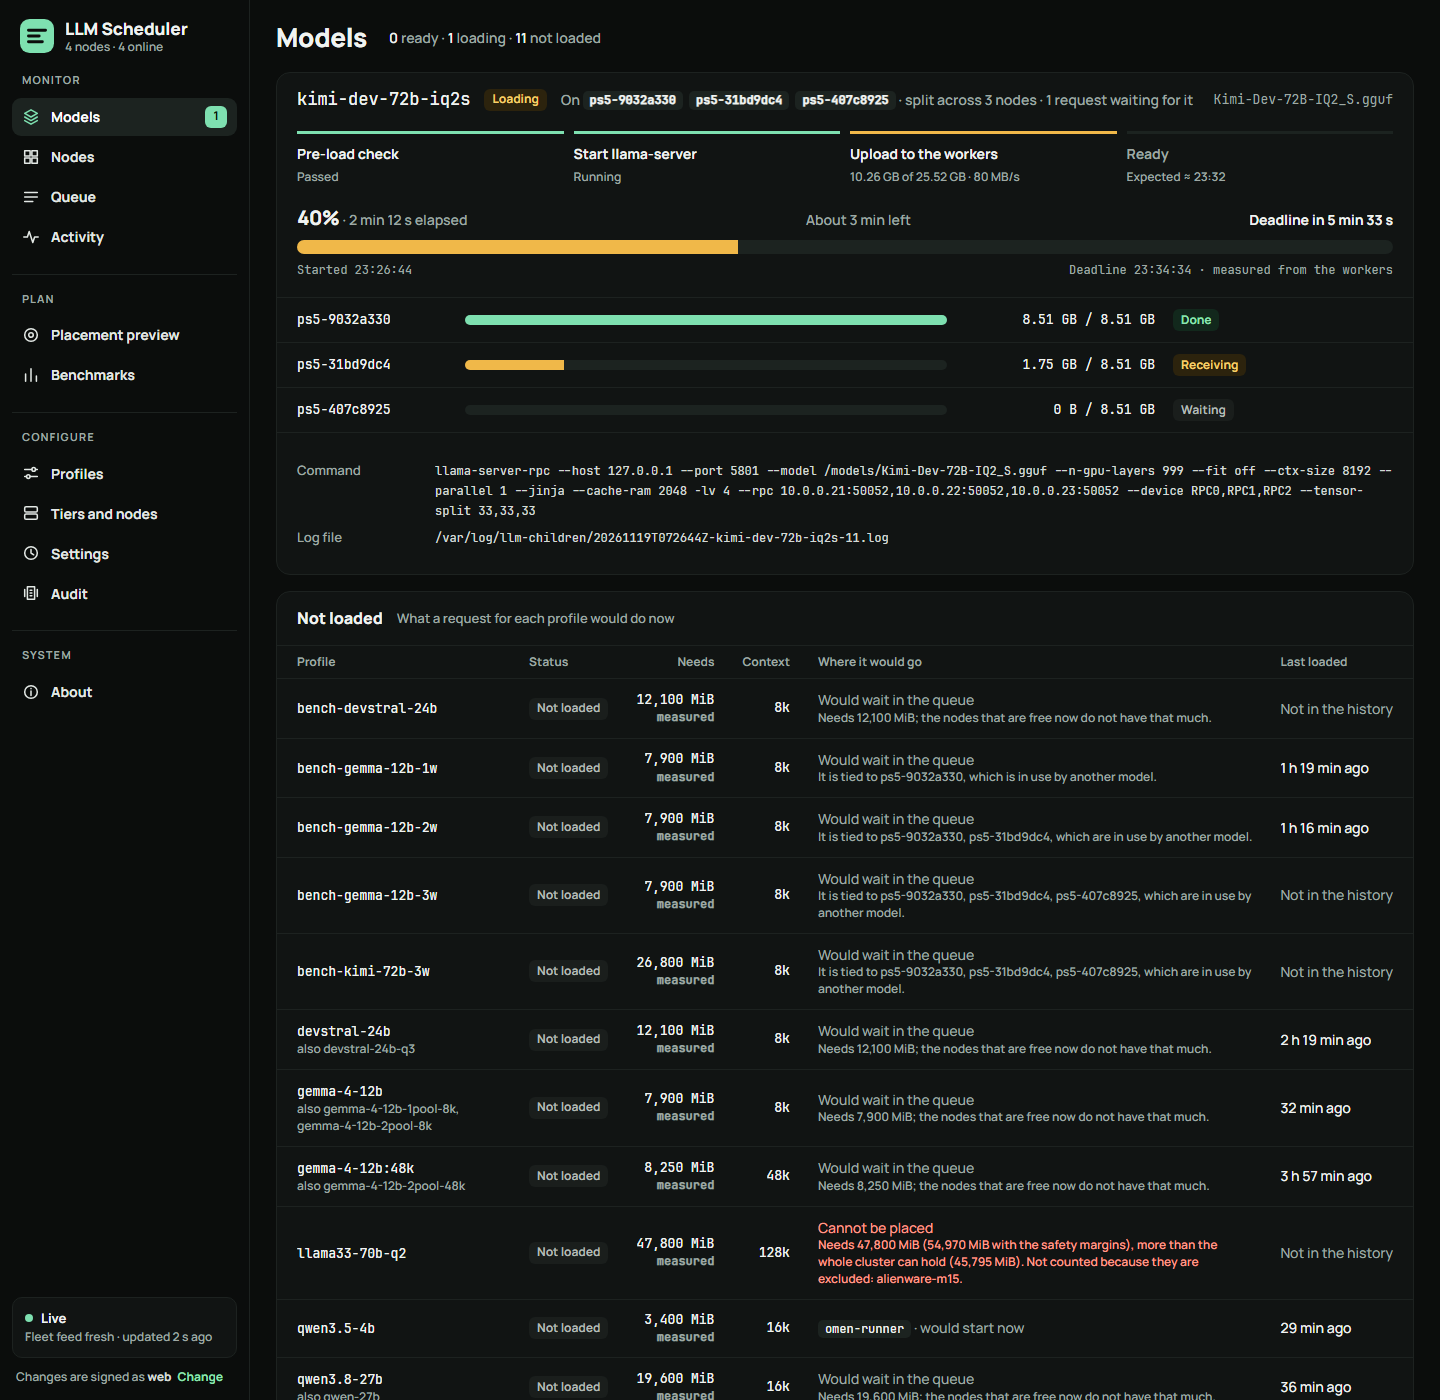 LLM Scheduler
4 nodes · 4 online
MONITOR
Models 1
Nodes
Queue
Activity
PLAN
Placement preview
Benchmarks
CONFIGURE
Profiles
Tiers and nodes
Settings
Audit
SYSTEM
About
Live
Fleet feed fresh · updated 2 s ago
Changes are signed as web Change
Models 0 ready · 1 loading · 11 not loaded
kimi-dev-72b-iq2s Loading On ps5-9032a330 ps5-31bd9dc4 ps5-407c8925 · split across 3 nodes · 1 request waiting for it Kimi-Dev-72B-IQ2_S.gguf
Pre-load check
Passed
Start llama-server
Running
Upload to the workers
10.26 GB of 25.52 GB · 80 MB/s
Ready
Expected ≈ 23:32
40% · 2 min 12 s elapsed About 3 min left Deadline in 5 min 33 s
Started 23:26:44 Deadline 23:34:34 · measured from the workers
ps5-9032a330 8.51 GB / 8.51 GB Done
ps5-31bd9dc4 1.75 GB / 8.51 GB Receiving
ps5-407c8925 0 B / 8.51 GB Waiting
Command llama-server-rpc --host 127.0.0.1 --port 5801 --model /models/Kimi-Dev-72B-IQ2_S.gguf --n-gpu-layers 999 --fit off --ctx-size 8192 --
parallel 1 --jinja --cache-ram 2048 -lv 4 --rpc 10.0.0.21:50052,10.0.0.22:50052,10.0.0.23:50052 --device RPC0,RPC1,RPC2 --tensor-
split 33,33,33
Log file /var/log/llm-children/20261119T072644Z-kimi-dev-72b-iq2s-11.log
Not loaded What a request for each profile would do now
Profile Status Needs Context Where it would go Last loaded
bench-devstral-24b Not loaded 12,100 MiB measured 8k Would wait in the queue Not in the history
Needs 12,100 MiB; the nodes that are free now do not have that much.
bench-gemma-12b-1w Not loaded 7,900 MiB measured 8k Would wait in the queue 1 h 19 min ago
It is tied to ps5-9032a330, which is in use by another model.
bench-gemma-12b-2w Not loaded 7,900 MiB measured 8k Would wait in the queue 1 h 16 min ago
It is tied to ps5-9032a330, ps5-31bd9dc4, which are in use by another model.
bench-gemma-12b-3w Not loaded 7,900 MiB measured 8k Would wait in the queue Not in the history
It is tied to ps5-9032a330, ps5-31bd9dc4, ps5-407c8925, which are in use by
another model.
bench-kimi-72b-3w Not loaded 26,800 MiB measured 8k Would wait in the queue Not in the history
It is tied to ps5-9032a330, ps5-31bd9dc4, ps5-407c8925, which are in use by
another model.
devstral-24b Not loaded 12,100 MiB measured 8k Would wait in the queue 2 h 19 min ago
also devstral-24b-q3 Needs 12,100 MiB; the nodes that are free now do not have that much.
gemma-4-12b Not loaded 7,900 MiB measured 8k Would wait in the queue 32 min ago
also gemma-4-12b-1pool-8k, Needs 7,900 MiB; the nodes that are free now do not have that much.
gemma-4-12b-2pool-8k
gemma-4-12b:48k Not loaded 8,250 MiB measured 48k Would wait in the queue 3 h 57 min ago
also gemma-4-12b-2pool-48k Needs 8,250 MiB; the nodes that are free now do not have that much.
llama33-70b-q2 Not loaded 47,800 MiB measured 128k Cannot be placed Not in the history
Needs 47,800 MiB (54,970 MiB with the safety margins), more than the
whole cluster can hold (45,795 MiB). Not counted because they are
excluded: alienware-m15.
qwen3.5-4b Not loaded 3,400 MiB measured 16k omen-runner · would start now 29 min ago
qwen3.8-27b Not loaded 19,600 MiB measured 16k Would wait in the queue 36 min ago
also qwen-27b Needs 19,600 MiB; the nodes that are free now do not have that much.